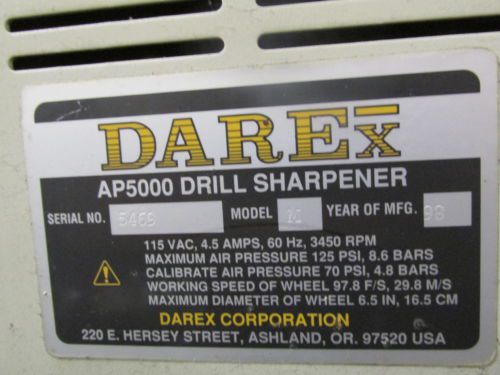 DAREX
AP5000 DRILL SHARPENER
SERIAL NO. 5469 MODEL M YEAR OF MFG. 98
115 VAC, 4.5 AMPS, 60 Hz, 3450 RPM
MAXIMUM AIR PRESSURE 125 PSI, 8.6 BARS
CALIBRATE AIR PRESSURE 70 PSI, 4.8 BARS
WORKING SPEED OF WHEEL 97.8 F/S, 29.8 M/S
MAXIMUM DIAMETER OF WHEEL 6.5 IN, 16.5 CM
DAREX CORPORATION
220 E. HERSEY STREET, ASHLAND, OR. 97520 USA